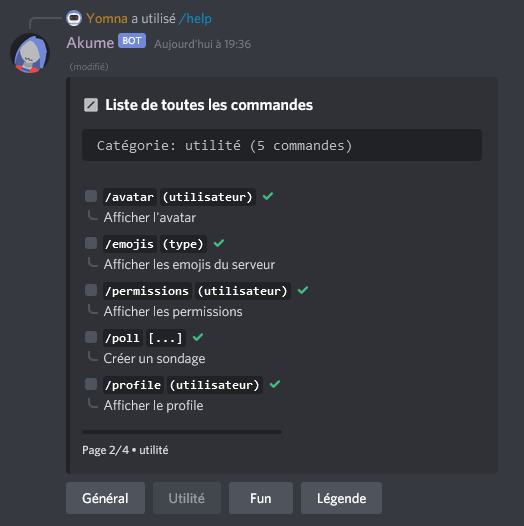 Yomna a utilisé /help
Akume BOT Aujourd'hui à 19:36
(modifié)
Liste de toutes les commandes
Catégorie: utilité (5 commandes)
/avatar (utilisateur)
Afficher l'avatar
/emojis (type)
Afficher les emojis du serveur
/permissions (utilisateur)
Afficher les permissions
/poll [...]
Créer un sondage
/profile (utilisateur)
Afficher le profile
Page 2/4 • utilité
Général Utilité Fun Légende